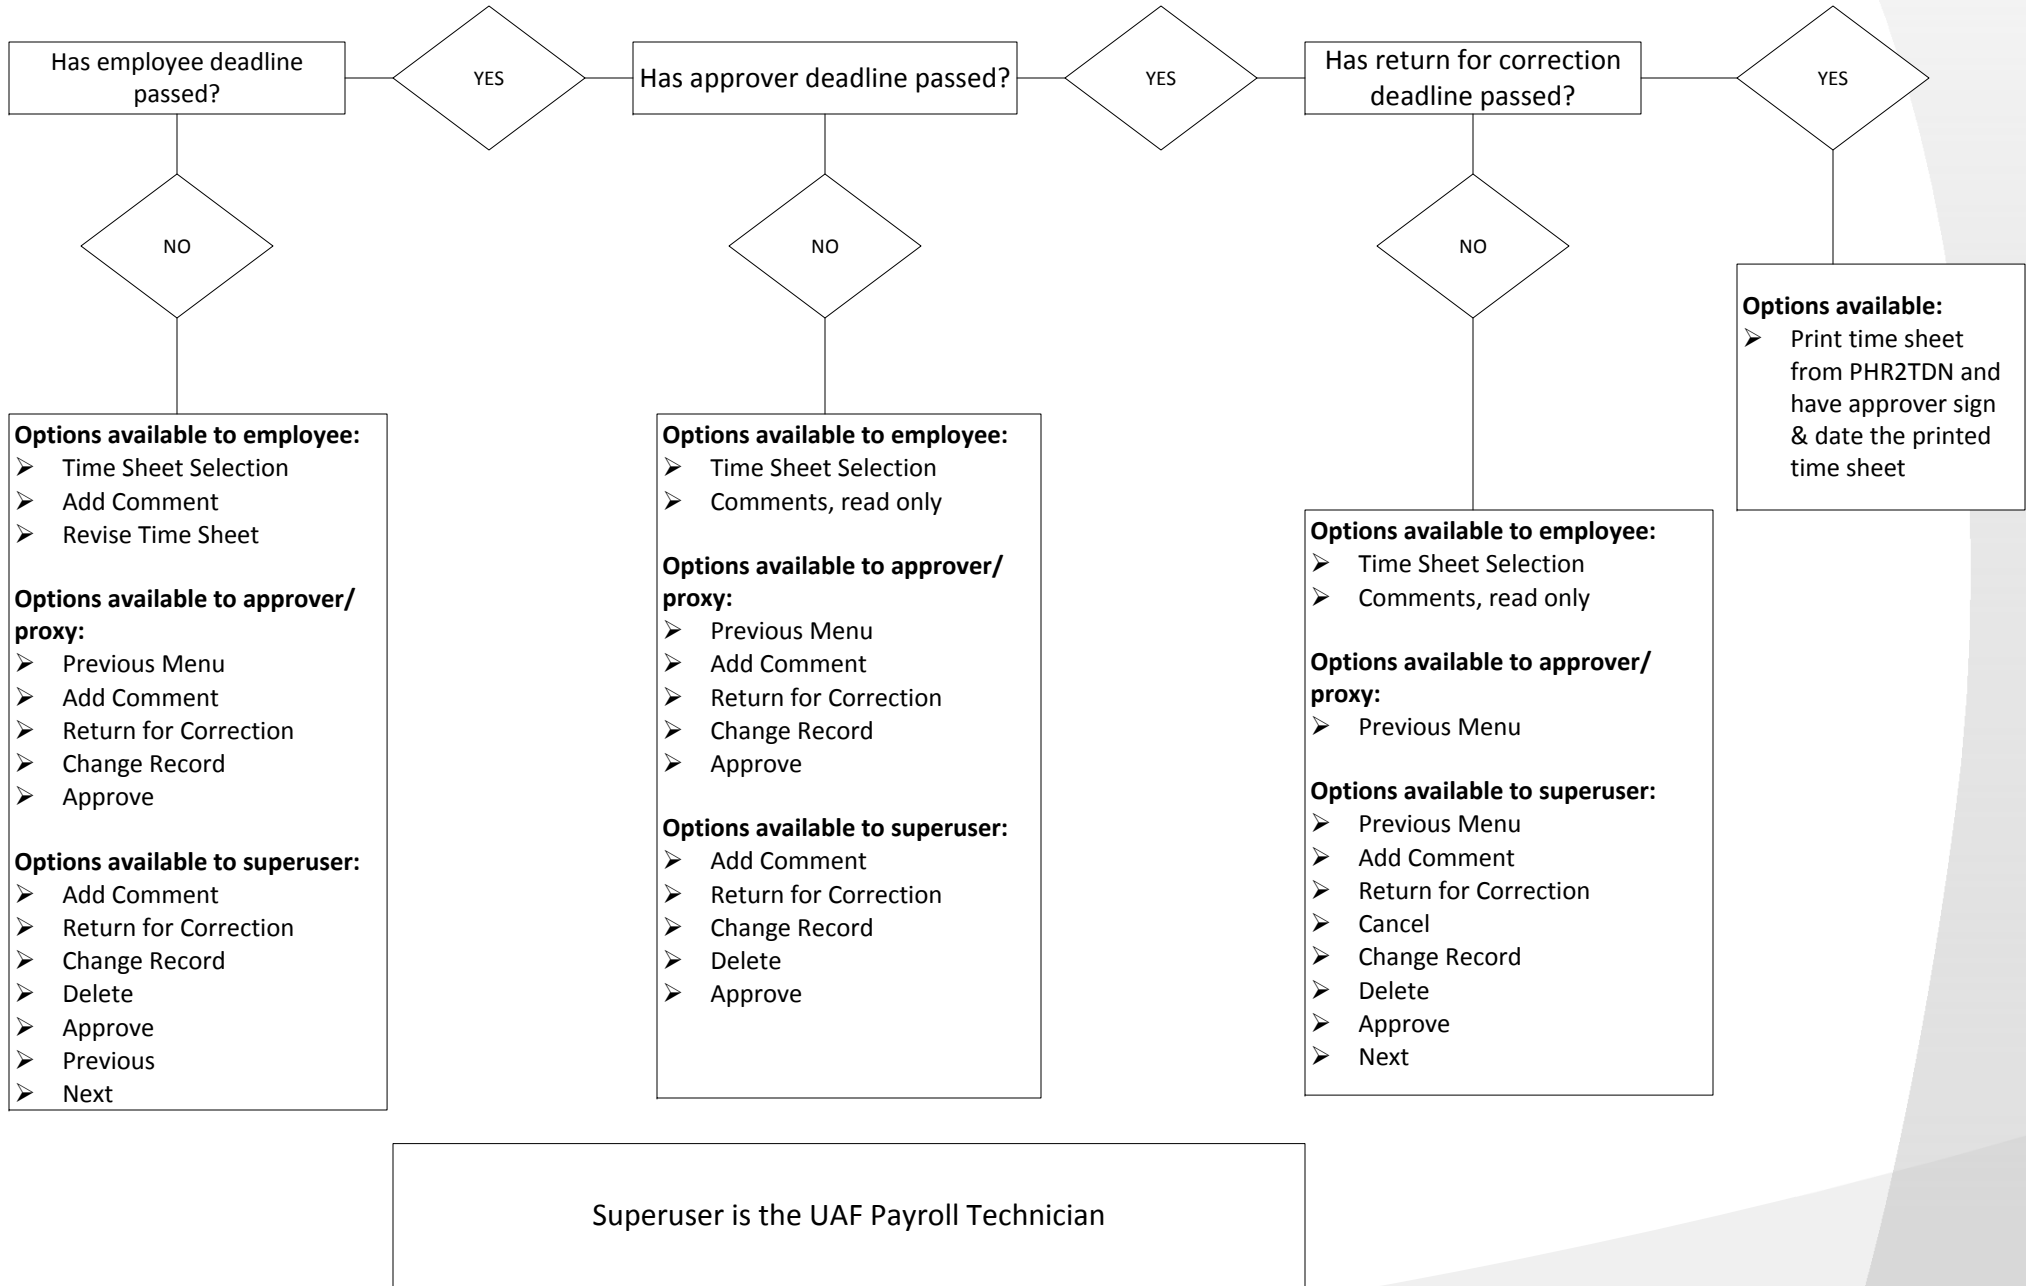 Has employee deadline
passed?
YES
Has approver deadline passed?
YES
Has return for correction
deadline passed?
YES
NO
NO
NO
Options available to employee:
➢ Time Sheet Selection
➢ Add Comment
➢ Revise Time Sheet
Options available to approver/
proxy:
➢ Previous Menu
➢ Add Comment
➢ Return for Correction
➢ Change Record
➢ Approve
Options available to superuser:
➢ Add Comment
➢ Return for Correction
➢ Change Record
➢ Delete
➢ Approve
➢ Previous
➢ Next
Options available to employee:
➢ Time Sheet Selection
➢ Comments, read only
Options available to approver/
proxy:
➢ Previous Menu
➢ Add Comment
➢ Return for Correction
➢ Change Record
➢ Approve
Options available to superuser:
➢ Add Comment
➢ Return for Correction
➢ Change Record
➢ Delete
➢ Approve
Options available to employee:
➢ Time Sheet Selection
➢ Comments, read only
Options available to approver/
proxy:
➢ Previous Menu
Options available to superuser:
➢ Previous Menu
➢ Add Comment
➢ Return for Correction
➢ Cancel
➢ Change Record
➢ Delete
➢ Approve
➢ Next
Options available:
➢ Print time sheet
from PHR2TDN and
have approver sign
& date the printed
time sheet
Superuser is the UAF Payroll Technician